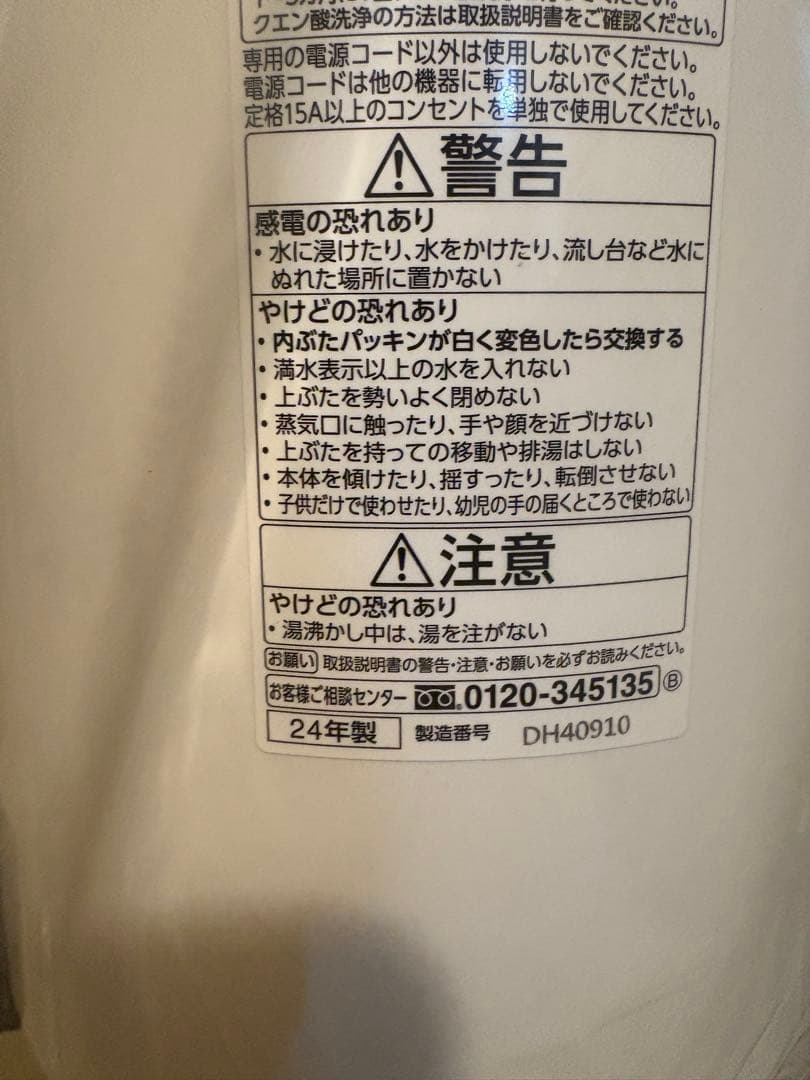 クエン酸洗浄の方法は取扱説明書をご確認ください。
専用の電源コード以外は使用しないでください。
電源コードは他の機器に転用しないでください。
定格15A以上のコンセントを単独で使用してください。
警告
感電の恐れあり
・水に浸けたり、水をかけたり、流し台など水に
ぬれた場所に置かない
やけどの恐れあり
・内ぶたパッキンが白く変色したら交換する
・満水表示以上の水を入れない
・上ぶたを勢いよく閉めない
・蒸気口に触ったり、手や顔を近づけない
・上ぶたを持っての移動や排湯はしない
・本体を傾けたり、揺すったり、転倒させない
・子供だけで使わせたり、幼児の手の届くところで使わない
注意
やけどの恐れあり
・湯沸かし中は、湯を注がない
お願い 取扱説明書の警告・注意・お願いを必ずお読みください。
お客様ご相談センター 0120-345135 Ⓑ
24年製 製造番号 DH40910